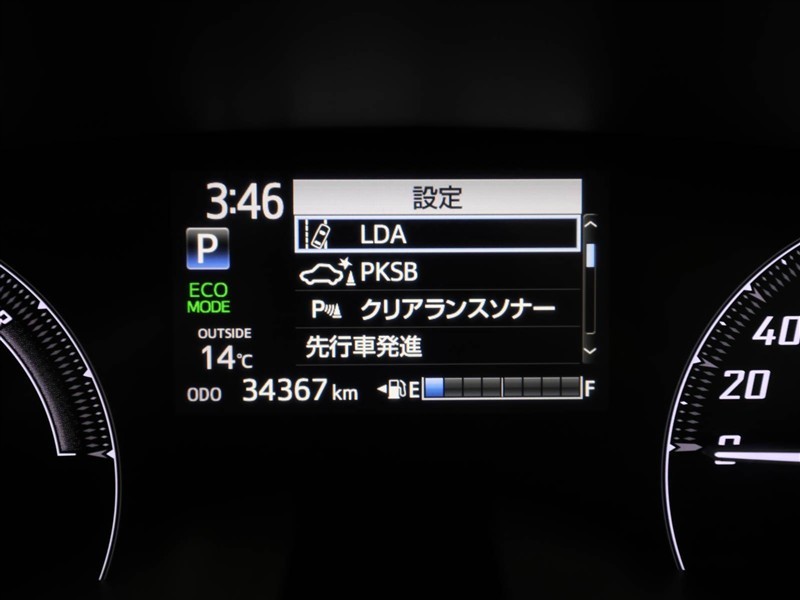 3:46
設定
P
LDA
PKSB
ECO
MODE
P クリアランスソナー
OUTSIDE
14℃
先行車発進
ODO 34367 km
E F
40
20
0